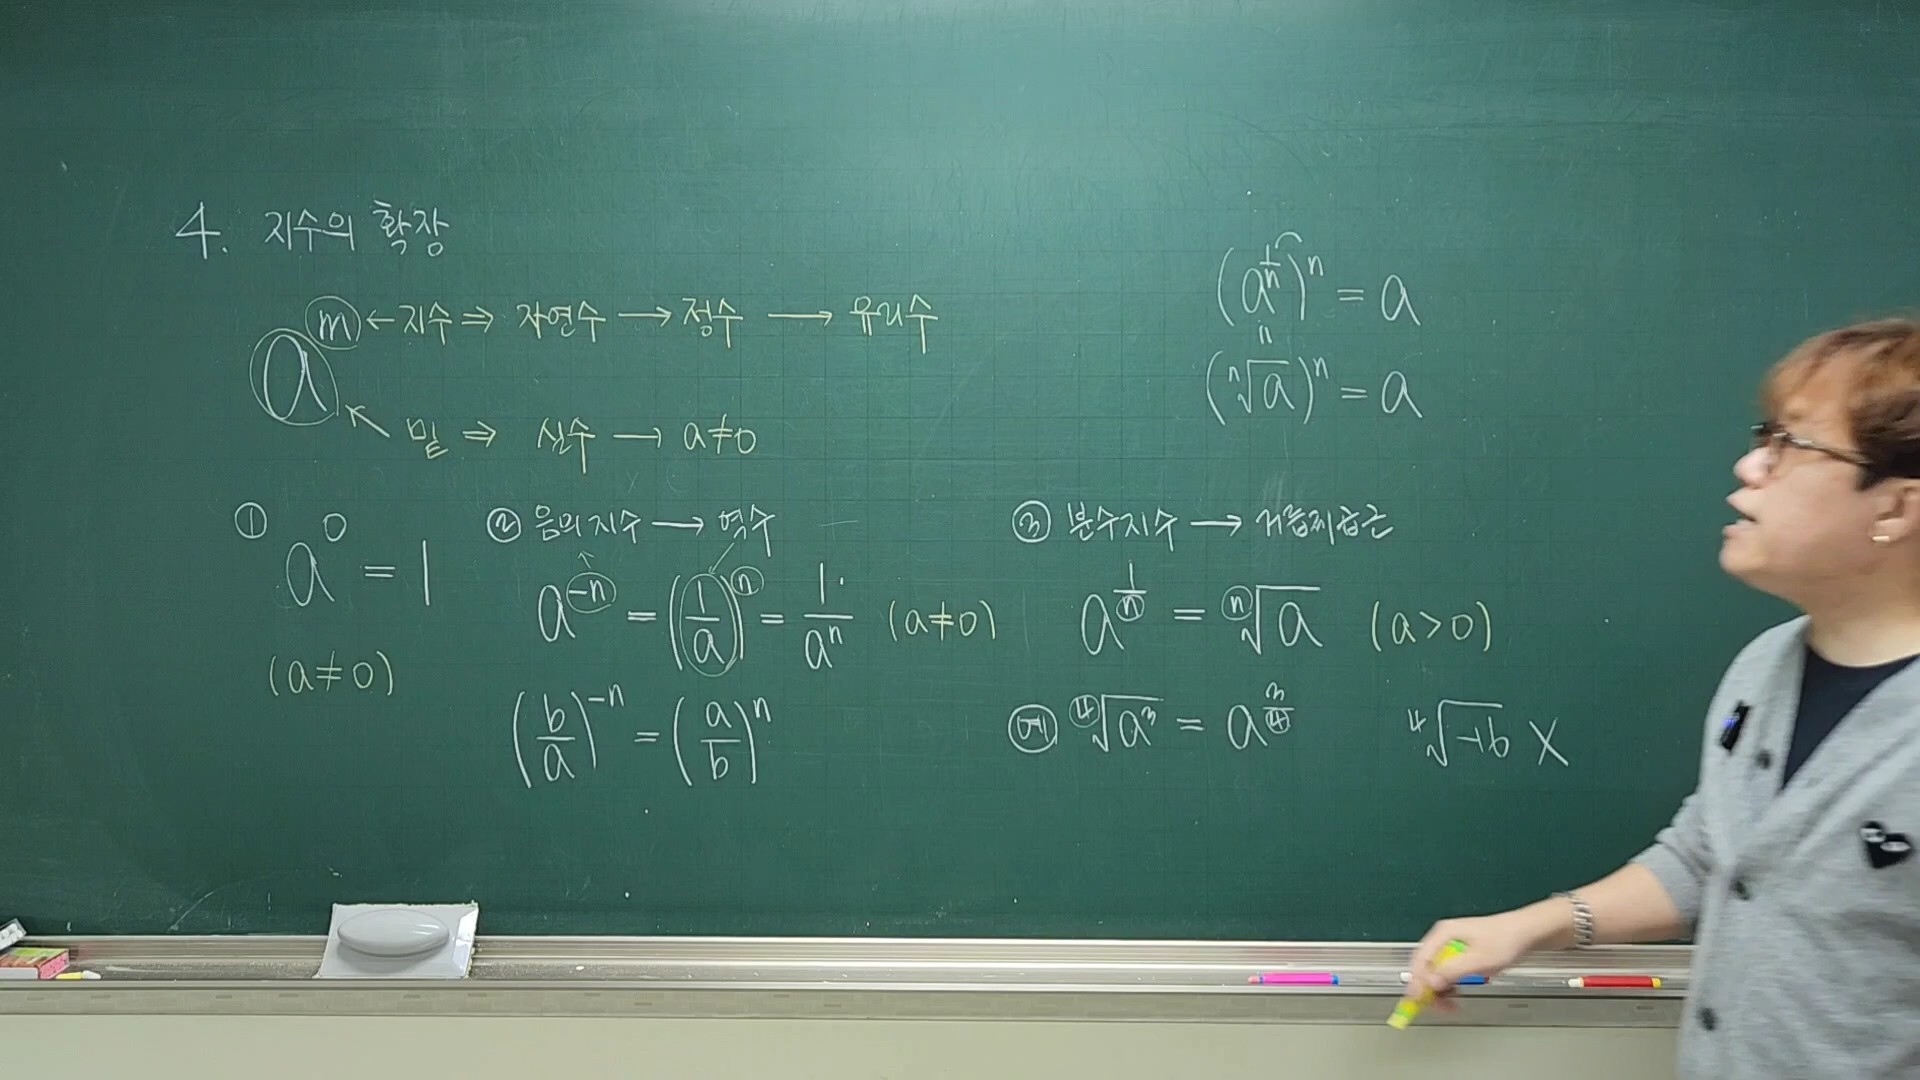 4. 지수의 확장
a^m ← 지수 ⇒ 자연수 → 정수 → 유리수
밑 ⇒ 실수 → a≠0
(a^(1/n))^n = a
=
(ⁿ√a)^n = a
① a^0 = 1
(a≠0)
② 음의 지수 → 역수
a^(-n) = (1/a)^n = 1/a^n (a≠0)
(b/a)^(-n) = (a/b)^n
③ 분수지수 → 거듭제곱근
a^(1/n) = ⁿ√a (a>0)
예 ⁴√a³ = a^(3/4) ⁴√-16 X